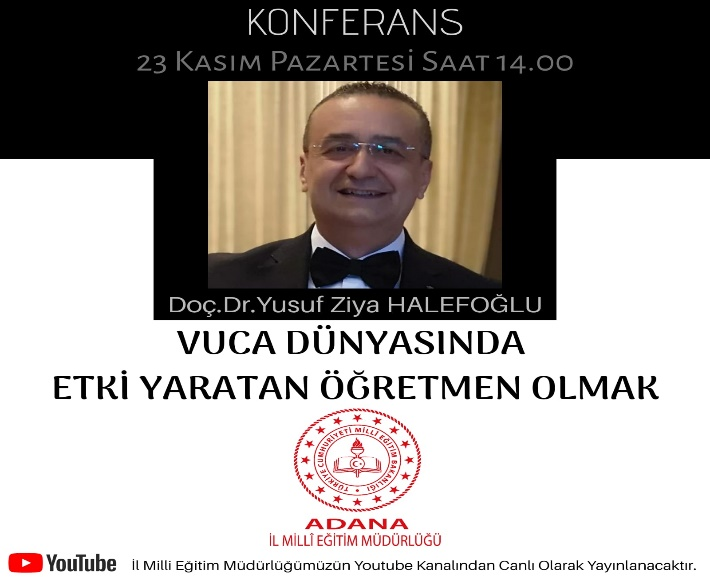 KONFERANS
23 KASIM PAZARTESİ SAAT 14.00
Doç.Dr.Yusuf Ziya HALEFOĞLU
VUCA DÜNYASINDA
ETKİ YARATAN ÖĞRETMEN OLMAK
TÜRKİYE CUMHURİYETİ MİLLÎ EĞİTİM BAKANLIĞI
ADANA
İL MİLLÎ EĞİTİM MÜDÜRLÜĞÜ
YouTube İl Milli Eğitim Müdürlüğümüzün Youtube Kanalından Canlı Olarak Yayınlanacaktır.